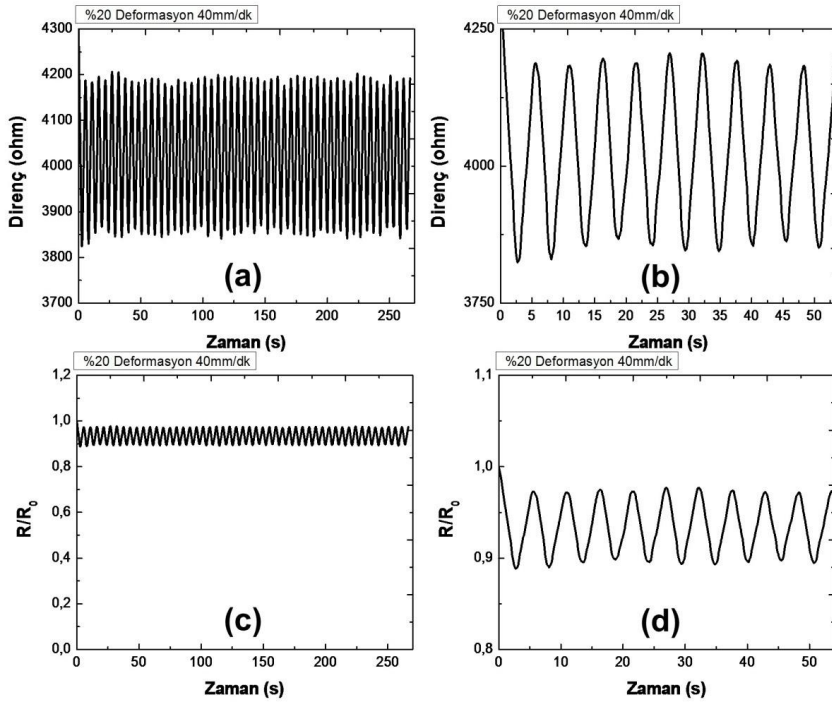 %20 Deformasyon 40mm/dk
4300
4200
4100
4000
3900
3800
3700
Direnç (ohm)
0 50 100 150 200 250
Zaman (s)
(a)
%20 Deformasyon 40mm/dk
4250
4000
3750
Direnç (ohm)
0 5 10 15 20 25 30 35 40 45 50
Zaman (s)
(b)
%20 Deformasyon 40mm/dk
1,2
1,0
0,8
0,6
0,4
0,2
0,0
R/R₀
0 50 100 150 200 250
Zaman (s)
(c)
%20 Deformasyon 40mm/dk
1,1
1,0
0,9
0,8
R/R₀
0 10 20 30 40 50
Zaman (s)
(d)